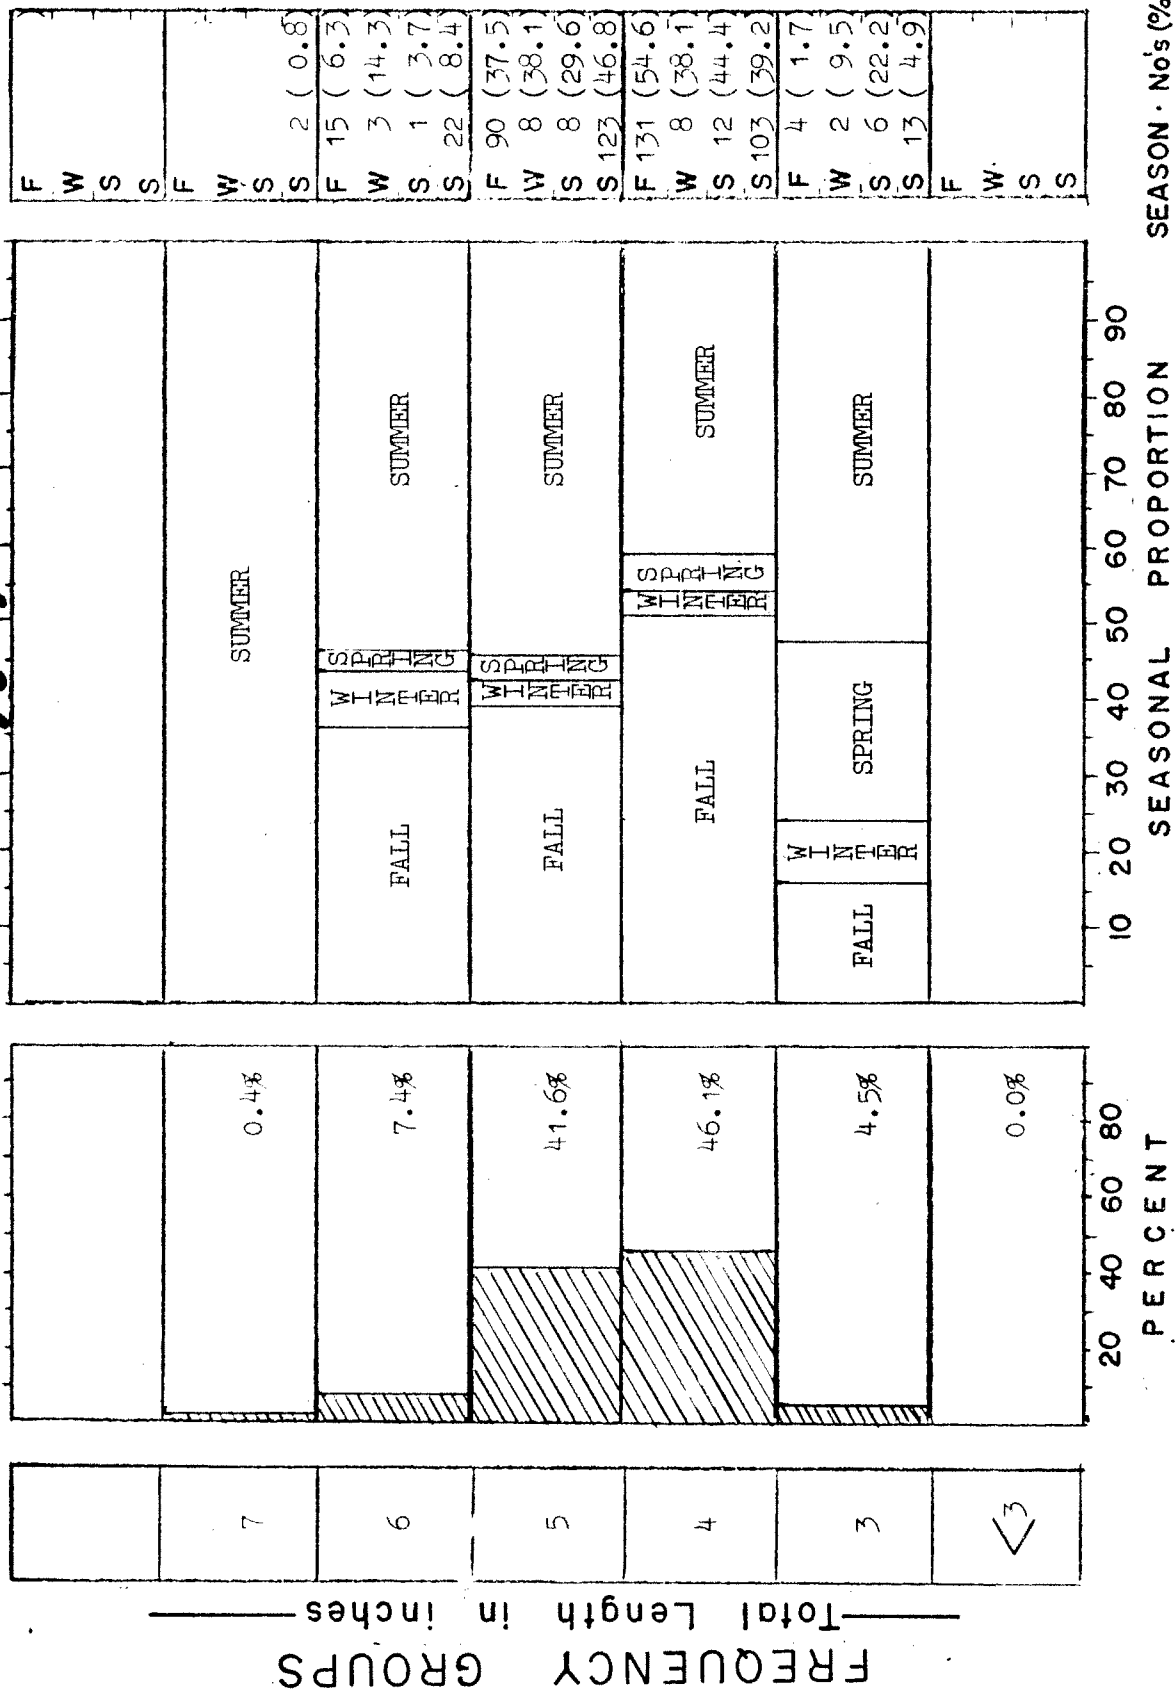 FREQUENCY GROUPS
Total Length in inches
7
6
5
4
3
<3
0.4%
7.4%
41.6%
46.1%
4.5%
0.0%
20 40 60 80
PERCENT
SUMMER
FALL WINTER SPRING SUMMER
FALL WINTER SPRING SUMMER
FALL WINTER SPRING SUMMER
FALL WINTER SPRING SUMMER
10 20 30 40 50 60 70 80 90
SEASONAL PROPORTION
F
W
S
S
F
W
S
S 2 ( 0.8)
F 15 ( 6.3)
W 3 (14.3)
S 1 ( 3.7)
S 22 ( 8.4)
F 90 (37.5)
W 8 (38.1)
S 8 (29.6)
S 123 (46.8)
F 131 (54.6)
W 8 (38.1)
S 12 (44.4)
S 103 (39.2)
F 4 ( 1.7)
W 2 ( 9.5)
S 6 (22.2)
S 13 ( 4.9)
F
W
S
S
SEASON · No's (%